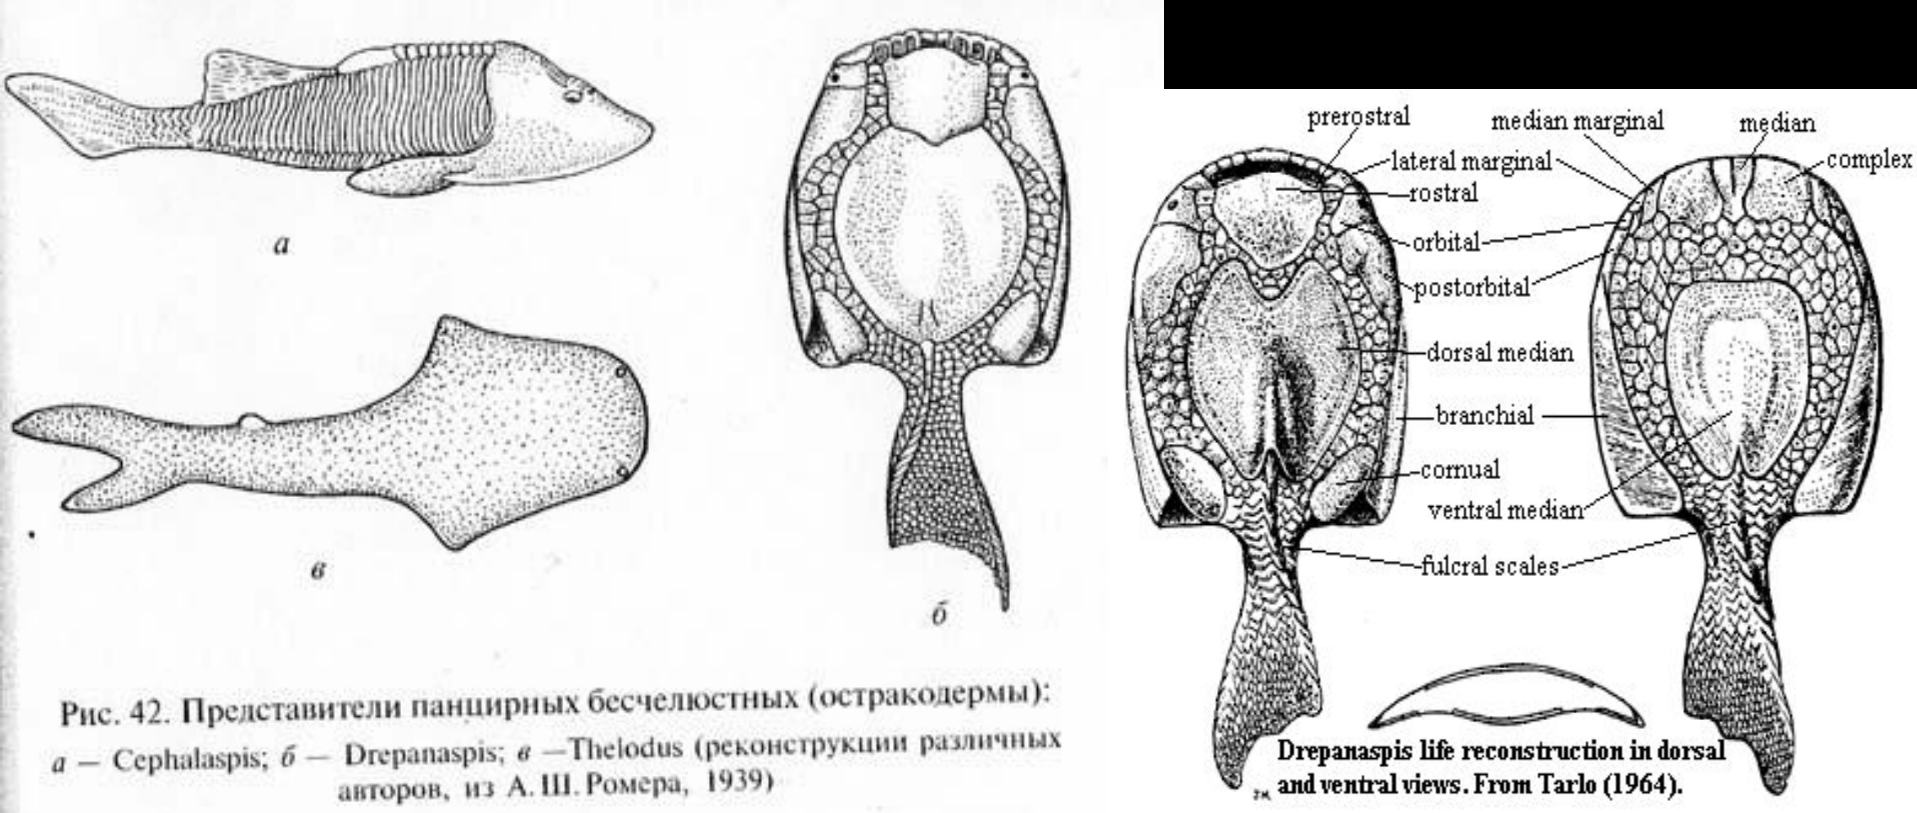 а
в
б
Рис. 42. Представители панцирных бесчелюстных (остракодермы):
а — Cephalaspis; б — Drepanaspis; в —Thelodus (реконструкции различных
авторов, из А. Ш. Ромера, 1939)
prerostral
median marginal
median
lateral marginal
complex
rostral
orbital
postorbital
dorsal median
branchial
cornual
ventral median
fulcral scales
Drepanaspis life reconstruction in dorsal
and ventral views. From Tarlo (1964).